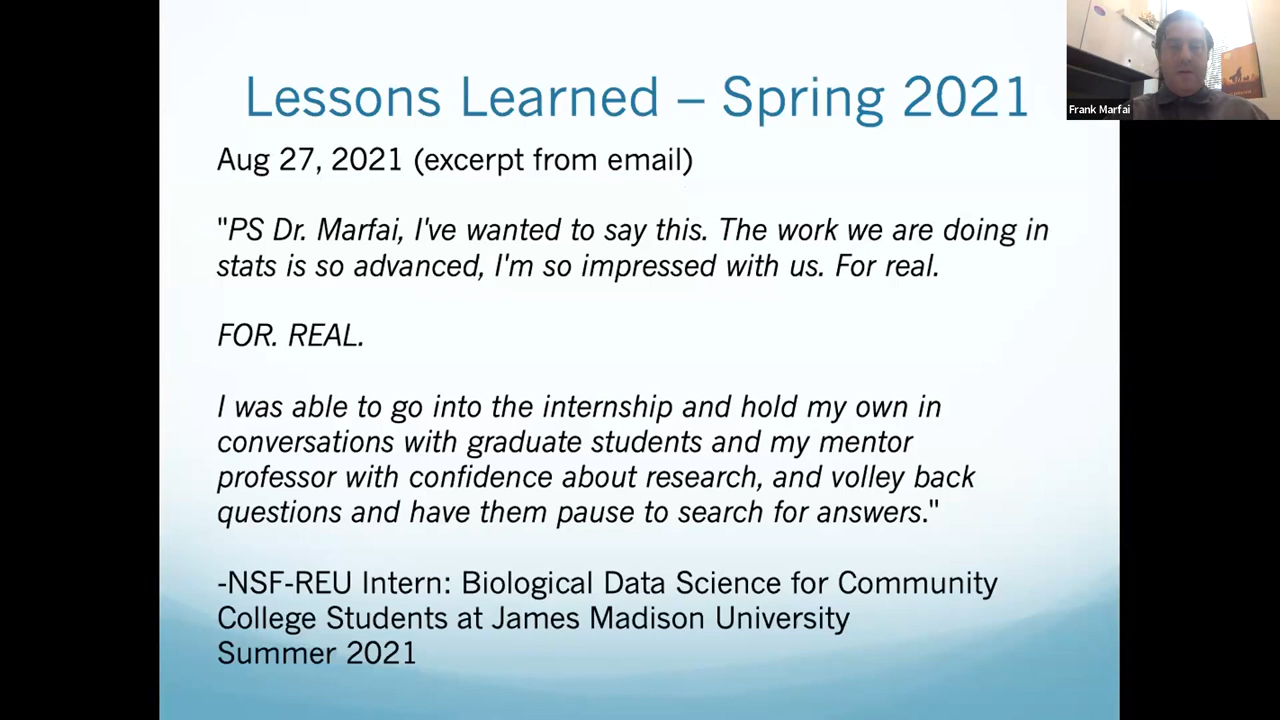 Lessons Learned – Spring 2021
Frank Marfai
Aug 27, 2021 (excerpt from email)
"PS Dr. Marfai, I've wanted to say this. The work we are doing in
stats is so advanced, I'm so impressed with us. For real.
FOR. REAL.
I was able to go into the internship and hold my own in
conversations with graduate students and my mentor
professor with confidence about research, and volley back
questions and have them pause to search for answers."
-NSF-REU Intern: Biological Data Science for Community
College Students at James Madison University
Summer 2021